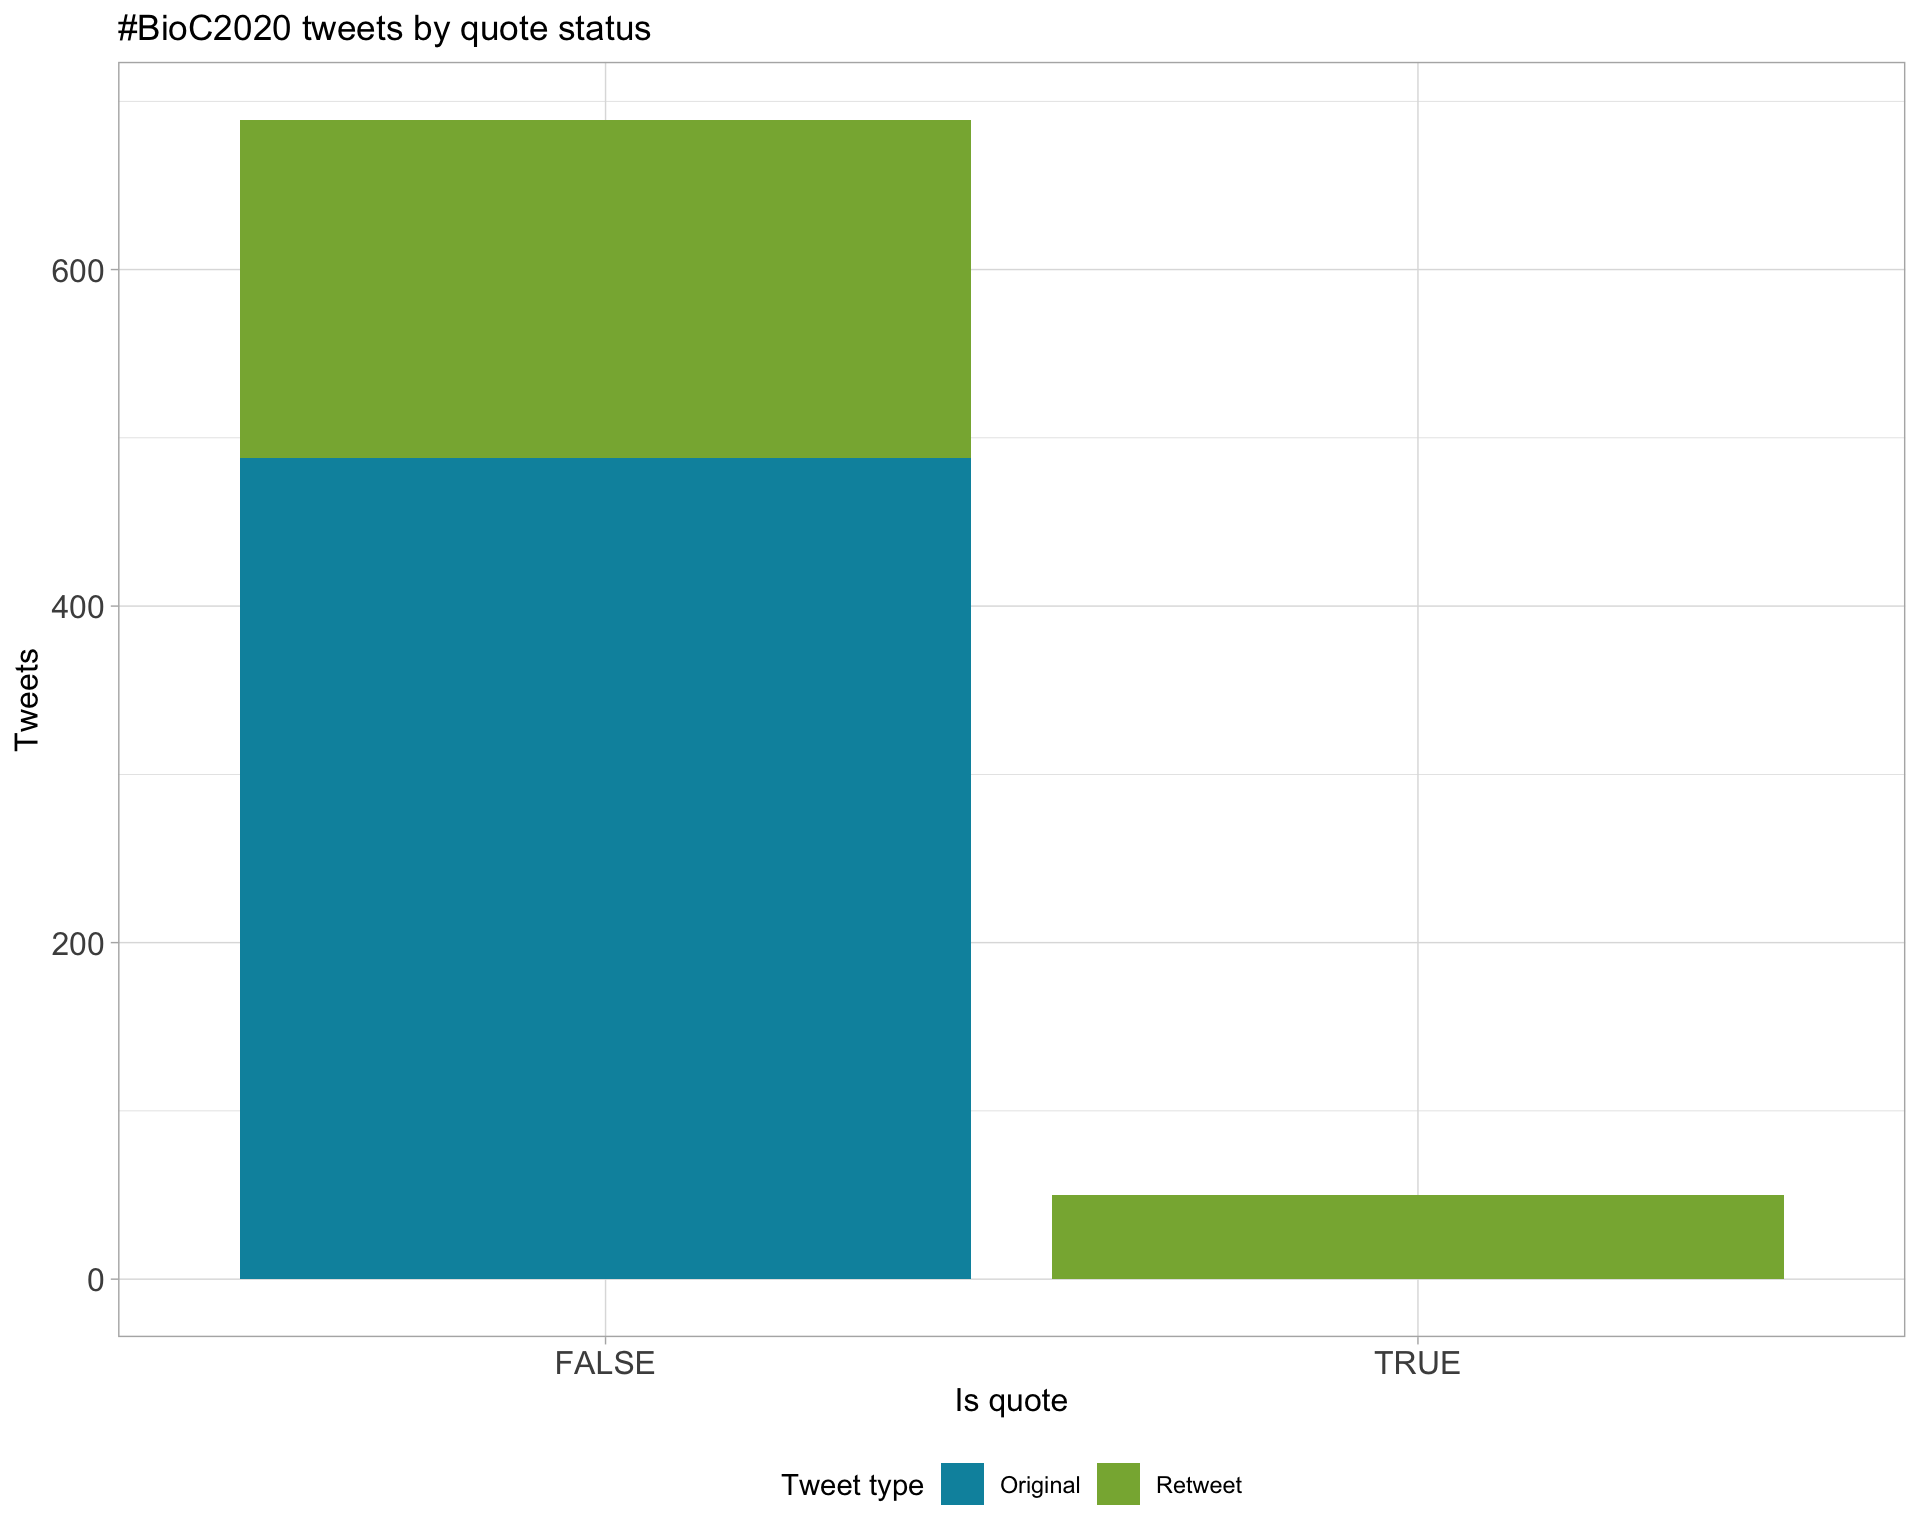 #BioC2020 tweets by quote status
600
400
200
0
Tweets
FALSE
TRUE
Is quote
Tweet type
Original
Retweet